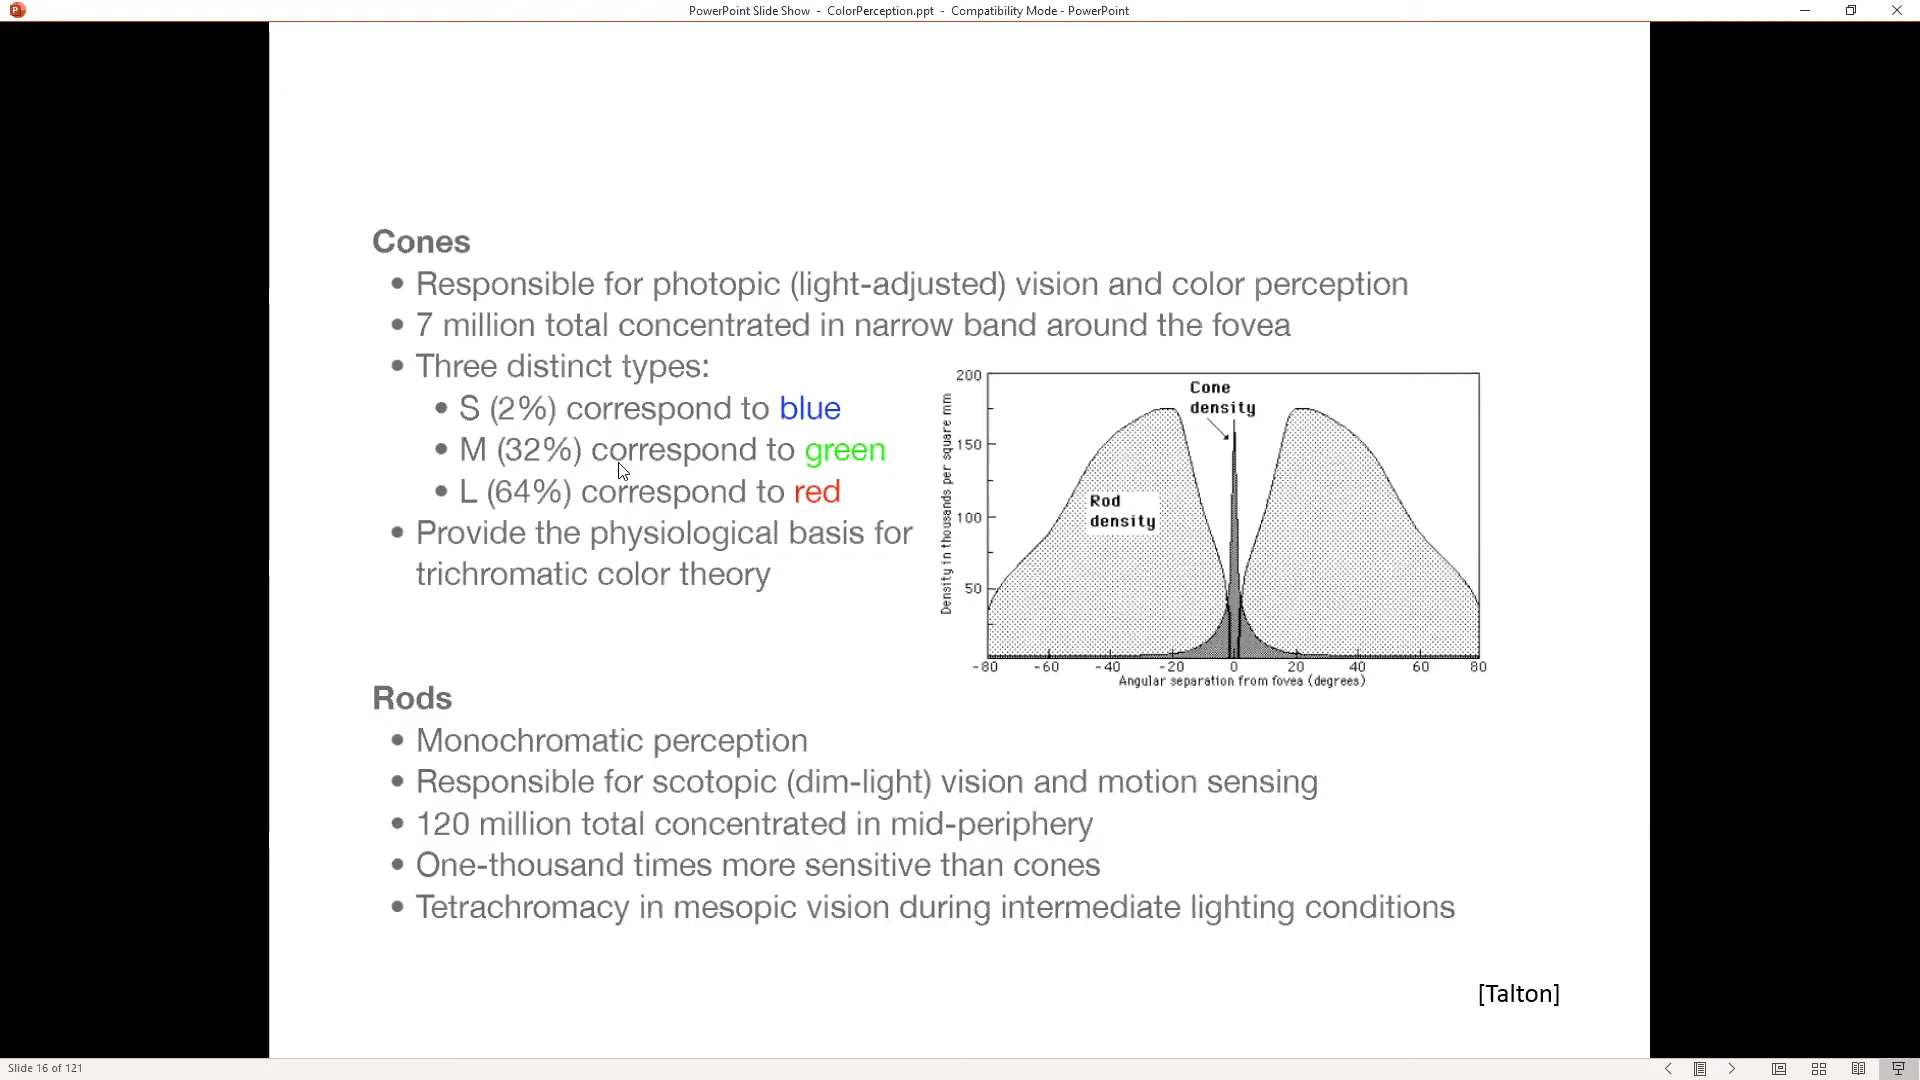 PowerPoint Slide Show - ColorPerception.ppt - Compatibility Mode - PowerPoint
Cones
• Responsible for photopic (light-adjusted) vision and color perception
• 7 million total concentrated in narrow band around the fovea
• Three distinct types:
• S (2%) correspond to blue
• M (32%) correspond to green
• L (64%) correspond to red
• Provide the physiological basis for
trichromatic color theory
Density in thousands per square mm
200
150
100
50
Cone
density
Rod
density
-80 -60 -40 -20 0 20 40 60 80
Angular separation from fovea (degrees)
Rods
• Monochromatic perception
• Responsible for scotopic (dim-light) vision and motion sensing
• 120 million total concentrated in mid-periphery
• One-thousand times more sensitive than cones
• Tetrachromacy in mesopic vision during intermediate lighting conditions
[Talton]
Slide 16 of 121